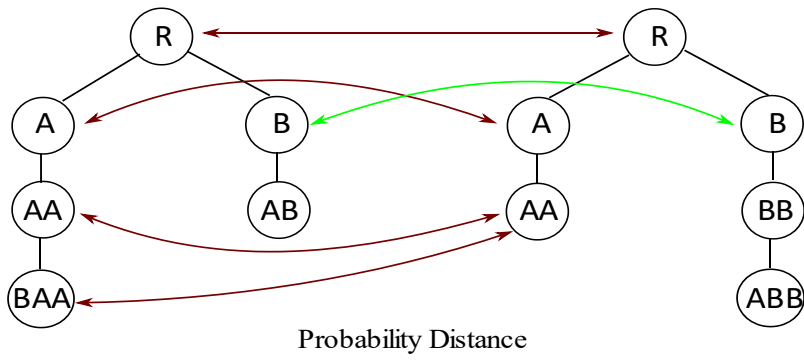 R R
A B A B
AA AB AA BB
BAA ABB
Probability Distance